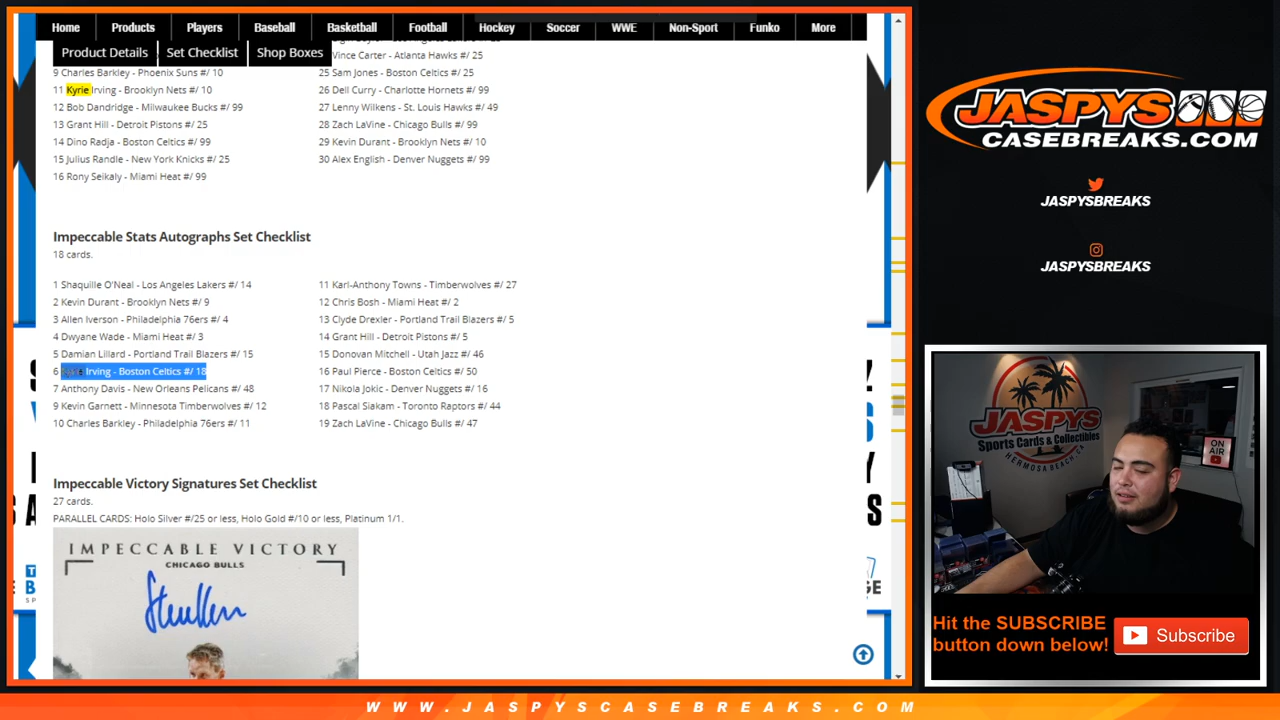 Home Products Players Baseball Basketball Football Hockey Soccer WWE Non-Sport Funko More
Product Details Set Checklist Shop Boxes
9 Charles Barkley - Phoenix Suns #/ 10
11 Kyrie Irving - Brooklyn Nets #/ 10
12 Bob Dandridge - Milwaukee Bucks #/ 99
13 Grant Hill - Detroit Pistons #/ 25
14 Dino Radja - Boston Celtics #/ 99
15 Julius Randle - New York Knicks #/ 25
16 Rony Seikaly - Miami Heat #/ 99
Vince Carter - Atlanta Hawks #/ 25
25 Sam Jones - Boston Celtics #/ 25
26 Dell Curry - Charlotte Hornets #/ 99
27 Lenny Wilkens - St. Louis Hawks #/ 49
28 Zach LaVine - Chicago Bulls #/ 99
29 Kevin Durant - Brooklyn Nets #/ 10
30 Alex English - Denver Nuggets #/ 99
Impeccable Stats Autographs Set Checklist
18 cards.
1 Shaquille O'Neal - Los Angeles Lakers #/ 14
2 Kevin Durant - Brooklyn Nets #/ 9
3 Allen Iverson - Philadelphia 76ers #/ 4
4 Dwyane Wade - Miami Heat #/ 3
5 Damian Lillard - Portland Trail Blazers #/ 15
6 Irving - Boston Celtics #/ 18
7 Anthony Davis - New Orleans Pelicans #/ 48
9 Kevin Garnett - Minnesota Timberwolves #/ 12
10 Charles Barkley - Philadelphia 76ers #/ 11
11 Karl-Anthony Towns - Timberwolves #/ 27
12 Chris Bosh - Miami Heat #/ 2
13 Clyde Drexler - Portland Trail Blazers #/ 5
14 Grant Hill - Detroit Pistons #/ 5
15 Donovan Mitchell - Utah Jazz #/ 46
16 Paul Pierce - Boston Celtics #/ 50
17 Nikola Jokic - Denver Nuggets #/ 16
18 Pascal Siakam - Toronto Raptors #/ 44
19 Zach LaVine - Chicago Bulls #/ 47
Impeccable Victory Signatures Set Checklist
27 cards.
PARALLEL CARDS: Holo Silver #/25 or less, Holo Gold #/10 or less, Platinum 1/1.
IMPECCABLE VICTORY
CHICAGO BULLS
JASPYS
CASEBREAKS.COM
JASPYSBREAKS
JASPYSBREAKS
JASPYS
Sports Cards & Collectibles
HERMOSA BEACH, CA
ON AIR
Hit the SUBSCRIBE
button down below!
Subscribe
WWW.JASPYSCASEBREAKS.COM